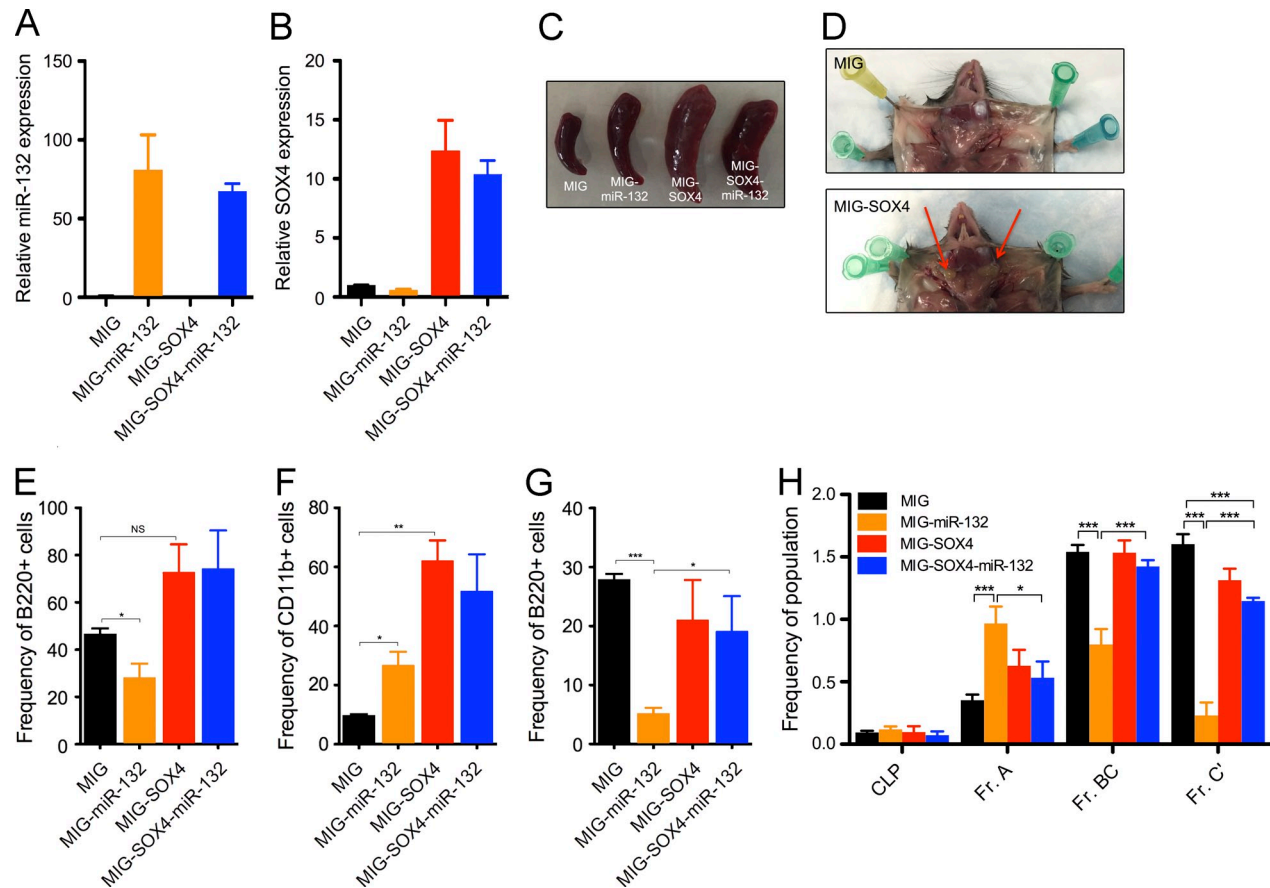 A
Relative miR-132 expression
150
100
50
0
MIG
MIG-miR-132
MIG-SOX4
MIG-SOX4-miR-132
B
Relative SOX4 expression
20
15
10
5
0
MIG
MIG-miR-132
MIG-SOX4
MIG-SOX4-miR-132
C
MIG
MIG-
miR-132
MIG-
SOX4
MIG-
SOX4-
miR-132
D
MIG
MIG-SOX4
E
Frequency of B220+ cells
100
80
60
40
20
0
NS
*
MIG
MIG-miR-132
MIG-SOX4
MIG-SOX4-miR-132
F
Frequency of CD11b+ cells
80
60
40
20
0
**
*
MIG
MIG-miR-132
MIG-SOX4
MIG-SOX4-miR-132
G
Frequency of B220+ cells
40
30
20
10
0
***
*
MIG
MIG-miR-132
MIG-SOX4
MIG-SOX4-miR-132
H
Frequency of population
2.0
1.5
1.0
0.5
0.0
MIG
MIG-miR-132
MIG-SOX4
MIG-SOX4-miR-132
*** *
*** ***
***
*** ***
CLP
Fr. A
Fr. BC
Fr. C'